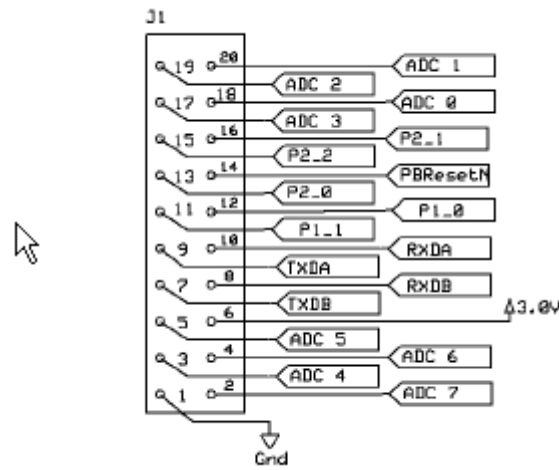 J1
19 20 ADC 1
ADC 2
17 18 ADC 0
ADC 3
15 16 P2_1
P2_2
13 14 PBResetN
P2_0
11 12 P1_0
P1_1
9 10 RXDA
TXDA
7 8 RXDB
TXDB
5 6 3.0V
ADC 5
3 4 ADC 6
ADC 4
1 2 ADC 7
Gnd